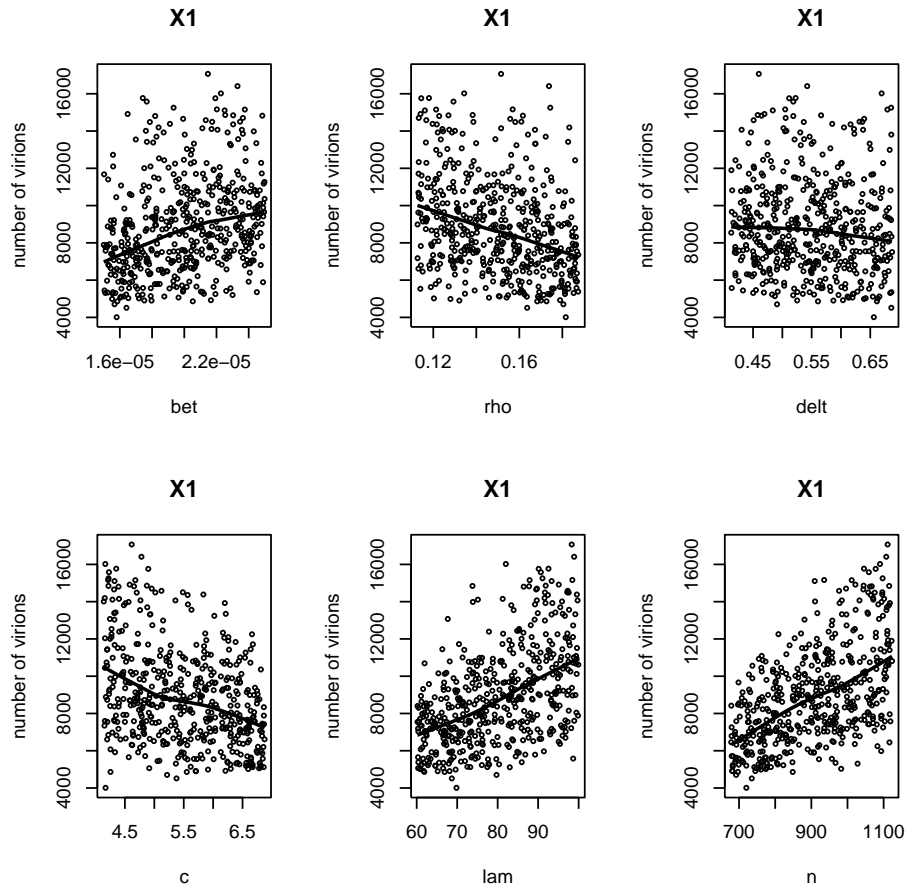 X1
number of virions
4000 8000 12000 16000
1.6e−05 2.2e−05
bet
X1
number of virions
4000 8000 12000 16000
0.12 0.16
rho
X1
number of virions
4000 8000 12000 16000
0.45 0.55 0.65
delt
X1
number of virions
4000 8000 12000 16000
4.5 5.5 6.5
c
X1
number of virions
4000 8000 12000 16000
60 70 80 90
lam
X1
number of virions
4000 8000 12000 16000
700 900 1100
n